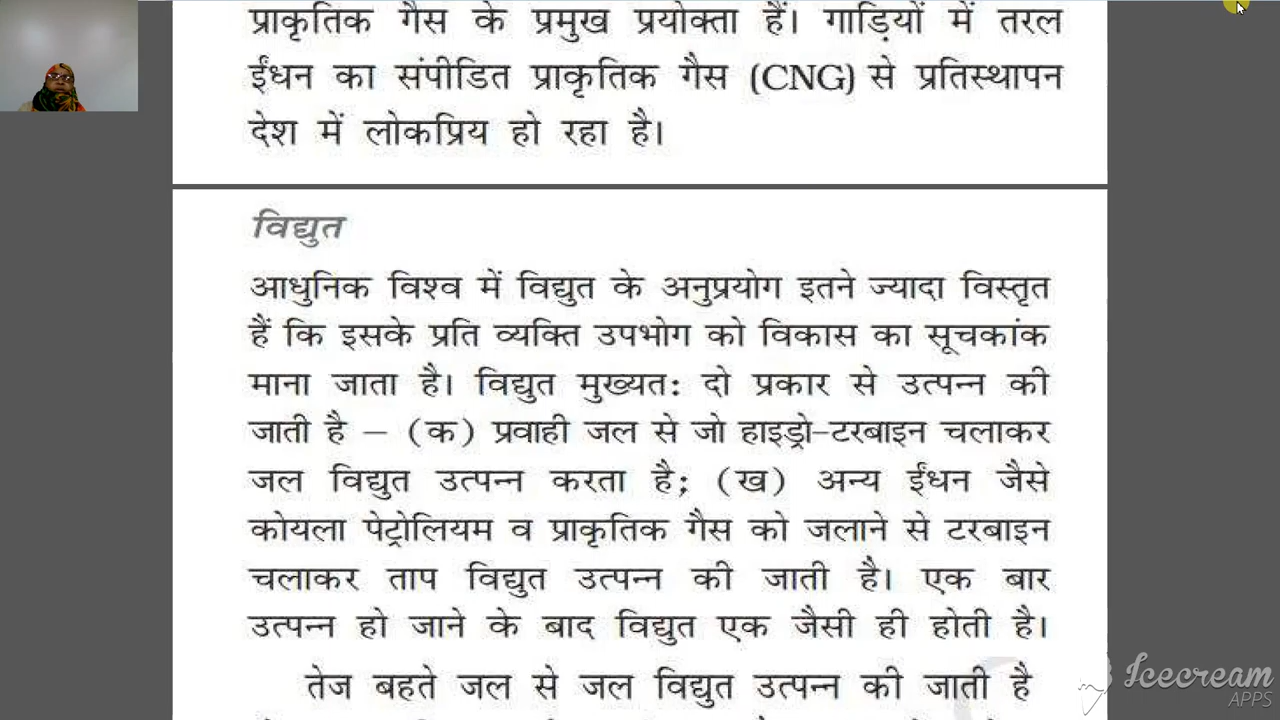 प्राकृतिक गैस के प्रमुख प्रयोक्ता हैं। गाड़ियों में तरल
ईंधन का संपीडित प्राकृतिक गैस (CNG) से प्रतिस्थापन
देश में लोकप्रिय हो रहा है।
विद्युत
आधुनिक विश्व में विद्युत के अनुप्रयोग इतने ज्यादा विस्तृत
हैं कि इसके प्रति व्यक्ति उपभोग को विकास का सूचकांक
माना जाता है। विद्युत मुख्यत: दो प्रकार से उत्पन्न की
जाती है – (क) प्रवाही जल से जो हाइड्रो-टरबाइन चलाकर
जल विद्युत उत्पन्न करता है; (ख) अन्य ईंधन जैसे
कोयला पेट्रोलियम व प्राकृतिक गैस को जलाने से टरबाइन
चलाकर ताप विद्युत उत्पन्न की जाती है। एक बार
उत्पन्न हो जाने के बाद विद्युत एक जैसी ही होती है।
तेज बहते जल से जल विद्युत उत्पन्न की जाती है
Icecream
APPS